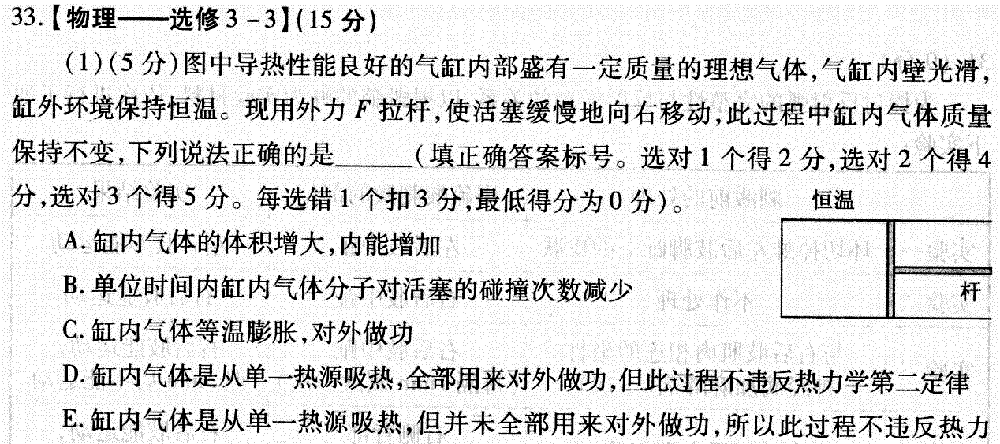 33.【物理——选修3-3】(15分)
(1)(5分)图中导热性能良好的气缸内部盛有一定质量的理想气体,气缸内壁光滑,
缸外环境保持恒温。现用外力F拉杆,使活塞缓慢地向右移动,此过程中缸内气体质量
保持不变,下列说法正确的是______(填正确答案标号。选对1个得2分,选对2个得4
分,选对3个得5分。每选错1个扣3分,最低得分为0分)。
恒温
A.缸内气体的体积增大,内能增加
B.单位时间内缸内气体分子对活塞的碰撞次数减少
杆
C.缸内气体等温膨胀,对外做功
D.缸内气体是从单一热源吸热,全部用来对外做功,但此过程不违反热力学第二定律
E.缸内气体是从单一热源吸热,但并未全部用来对外做功,所以此过程不违反热力